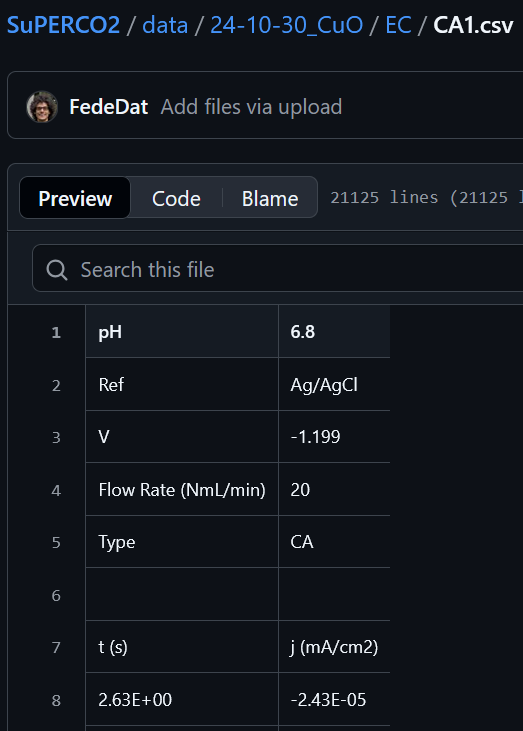 SuPERCO2 / data / 24-10-30_CuO / EC / CA1.csv
FedeDat Add files via upload
Preview Code Blame 21125 lines (21125
Search this file
1 pH 6.8
2 Ref Ag/AgCl
3 V -1.199
4 Flow Rate (NmL/min) 20
5 Type CA
6
7 t (s) j (mA/cm2)
8 2.63E+00 -2.43E-05